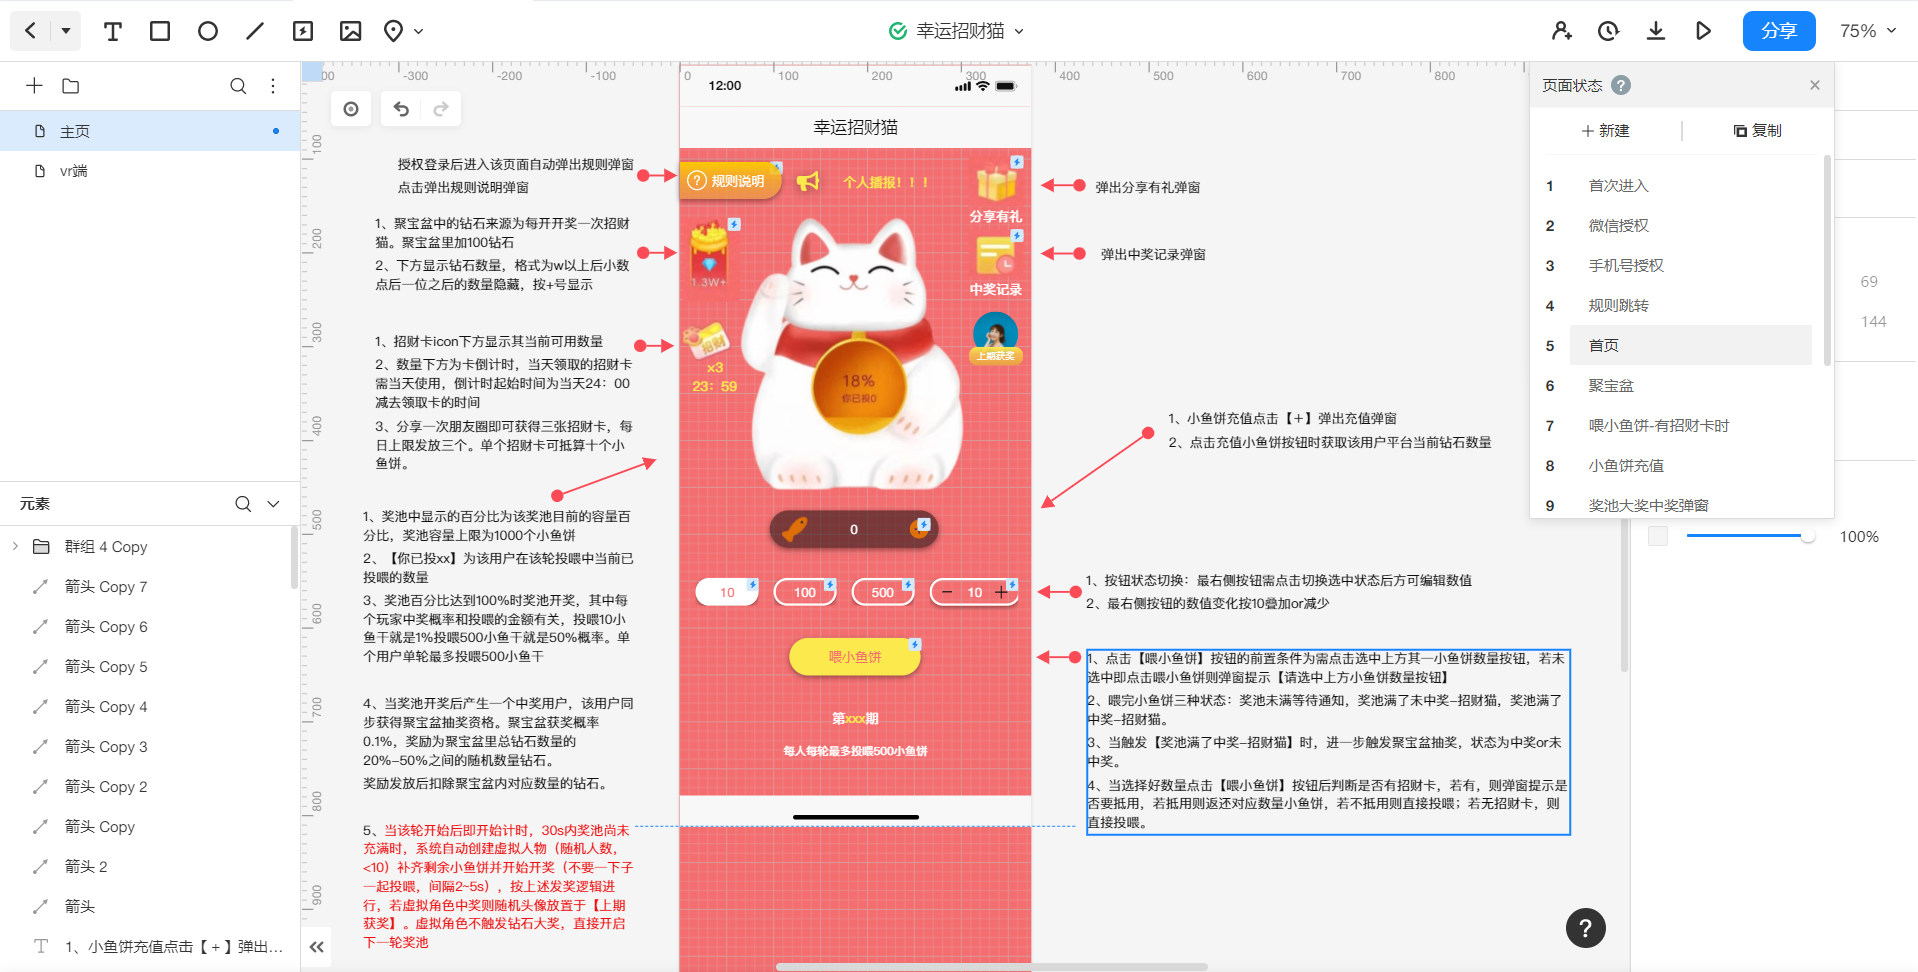 T
幸运招财猫
分享
75%
主页
vr端
元素
群组 4 Copy
箭头 Copy 7
箭头 Copy 6
箭头 Copy 5
箭头 Copy 4
箭头 Copy 3
箭头 Copy 2
箭头 Copy
箭头 2
箭头
T 1、小鱼饼充值点击【 + 】弹出...
00 -300 -200 -100 0 100 200 300 400 500 600 700 800
100
200
300
400
500
600
700
800
900
授权登录后进入该页面自动弹出规则弹窗
点击弹出规则说明弹窗
1、聚宝盆中的钻石来源为每开开奖一次招财
猫。聚宝盆里加100钻石
2、下方显示钻石数量，格式为w以上后小数
点后一位之后的数量隐藏，按+号显示
1、招财卡icon下方显示其当前可用数量
2、数量下方为卡倒计时，当天领取的招财卡
需当天使用，倒计时起始时间为当天24：00
减去领取卡的时间
3、分享一次朋友圈即可获得三张招财卡，每
日上限发放三个。单个招财卡可抵算十个小
鱼饼。
1、奖池中显示的百分比为该奖池目前的容量百
分比，奖池容量上限为1000个小鱼饼
2、【你已投xx】为该用户在该轮投喂中当前已
投喂的数量
3、奖池百分比达到100%时奖池开奖，其中每
个玩家中奖概率和投喂的金额有关，投喂10小
鱼干就是1%投喂500小鱼干就是50%概率。单
个用户单轮最多投喂500小鱼干
4、当奖池开奖后产生一个中奖用户，该用户同
步获得聚宝盆抽奖资格。聚宝盆获奖概率
0.1%，奖励为聚宝盆里总钻石数量的
20%-50%之间的随机数量钻石。
奖励发放后扣除聚宝盆内对应数量的钻石。
5、当该轮开始后即开始计时，30s内奖池尚未
充满时，系统自动创建虚拟人物（随机人数，
<10）补齐剩余小鱼饼并开始开奖（不要一下子
一起投喂，间隔2~5s），按上述发奖逻辑进
行，若虚拟角色中奖则随机头像放置于【上期
获奖】。虚拟角色不触发钻石大奖，直接开启
下一轮奖池
12:00
幸运招财猫
? 规则说明
个人播报！！！
分享有礼
1.3W+
中奖记录
招财
x3
23：59
上期获奖
18%
你已投0
0
10
100
500
− 10 +
喂小鱼饼
第xxx期
每人每轮最多投喂500小鱼饼
弹出分享有礼弹窗
弹出中奖记录弹窗
1、小鱼饼充值点击【＋】弹出充值弹窗
2、点击充值小鱼饼按钮时获取该用户平台当前钻石数量
1、按钮状态切换：最右侧按钮需点击切换选中状态后方可编辑数值
2、最右侧按钮的数值变化按10叠加or减少
1、点击【喂小鱼饼】按钮的前置条件为需点击选中上方其一小鱼饼数量按钮，若未
选中即点击喂小鱼饼则弹窗提示【请选中上方小鱼饼数量按钮】
2、喂完小鱼饼三种状态：奖池未满等待通知，奖池满了未中奖-招财猫，奖池满了
中奖-招财猫。
3、当触发【奖池满了中奖-招财猫】时，进一步触发聚宝盆抽奖，状态为中奖or未
中奖。
4、当选择好数量点击【喂小鱼饼】按钮后判断是否有招财卡，若有，则弹窗提示是
否要抵用，若抵用则返还对应数量小鱼饼，若不抵用则直接投喂；若无招财卡，则
直接投喂。
页面状态 ?
+ 新建
复制
1 首次进入
2 微信授权
3 手机号授权
4 规则跳转
5 首页
6 聚宝盆
7 喂小鱼饼-有招财卡时
8 小鱼饼充值
9 奖池大奖中奖弹窗
69
144
100%
?